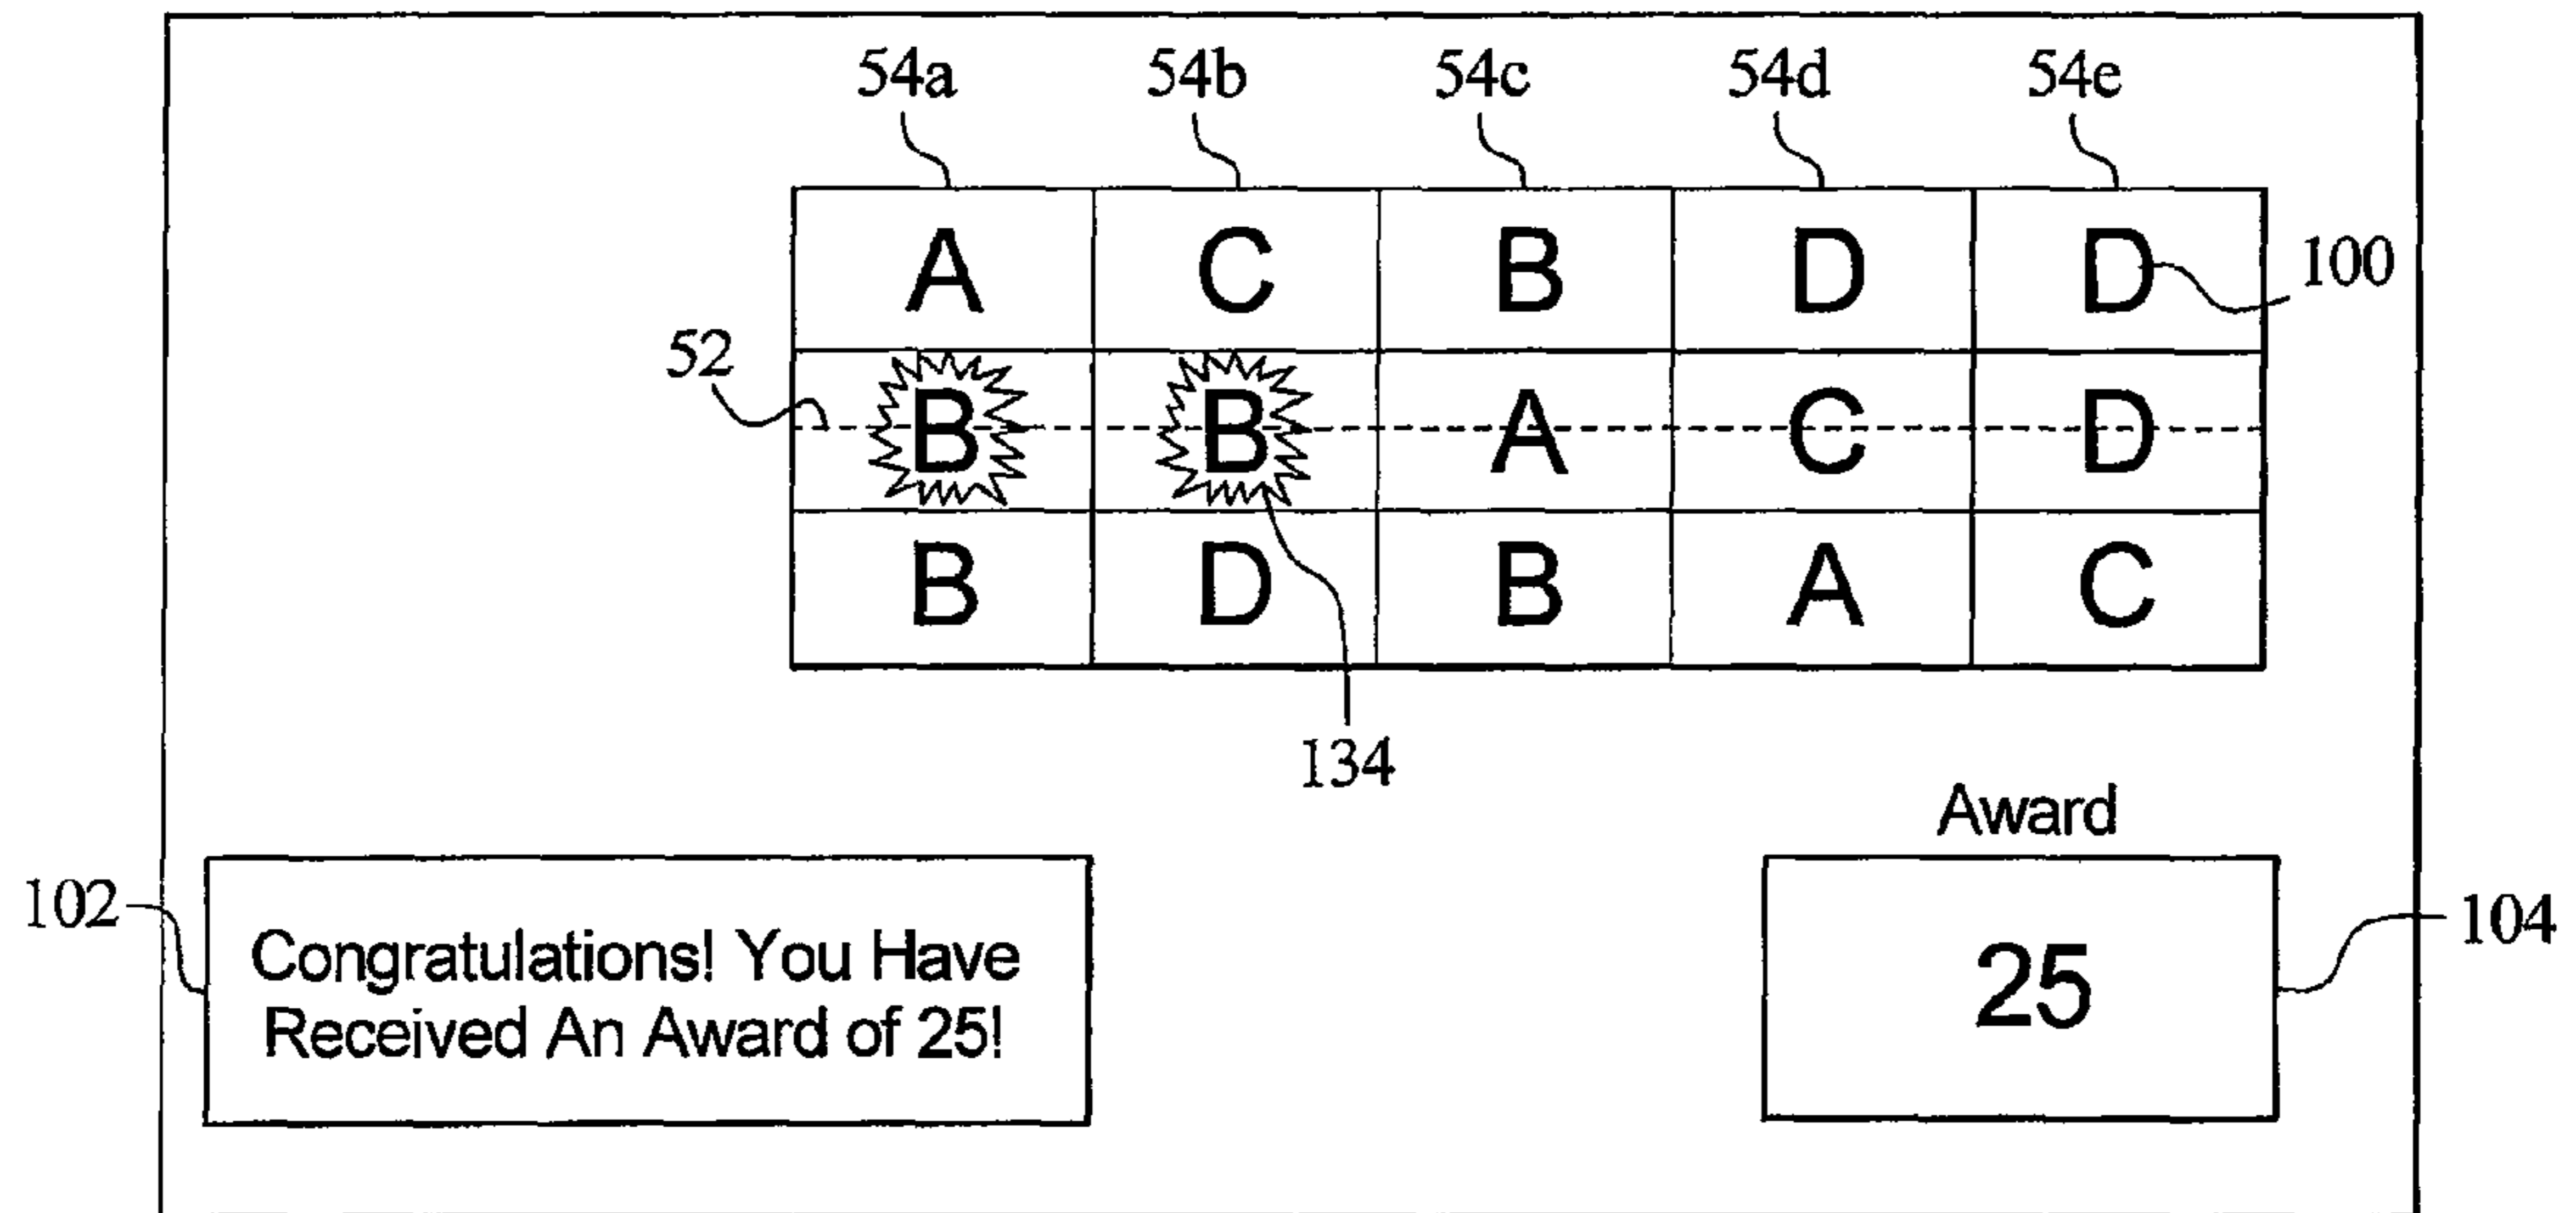 54a 54b 54c 54d 54e
A C B D D 100
52
B B A C D
B D B A C
134
Award
102
Congratulations! You Have
Received An Award of 25!
25
104